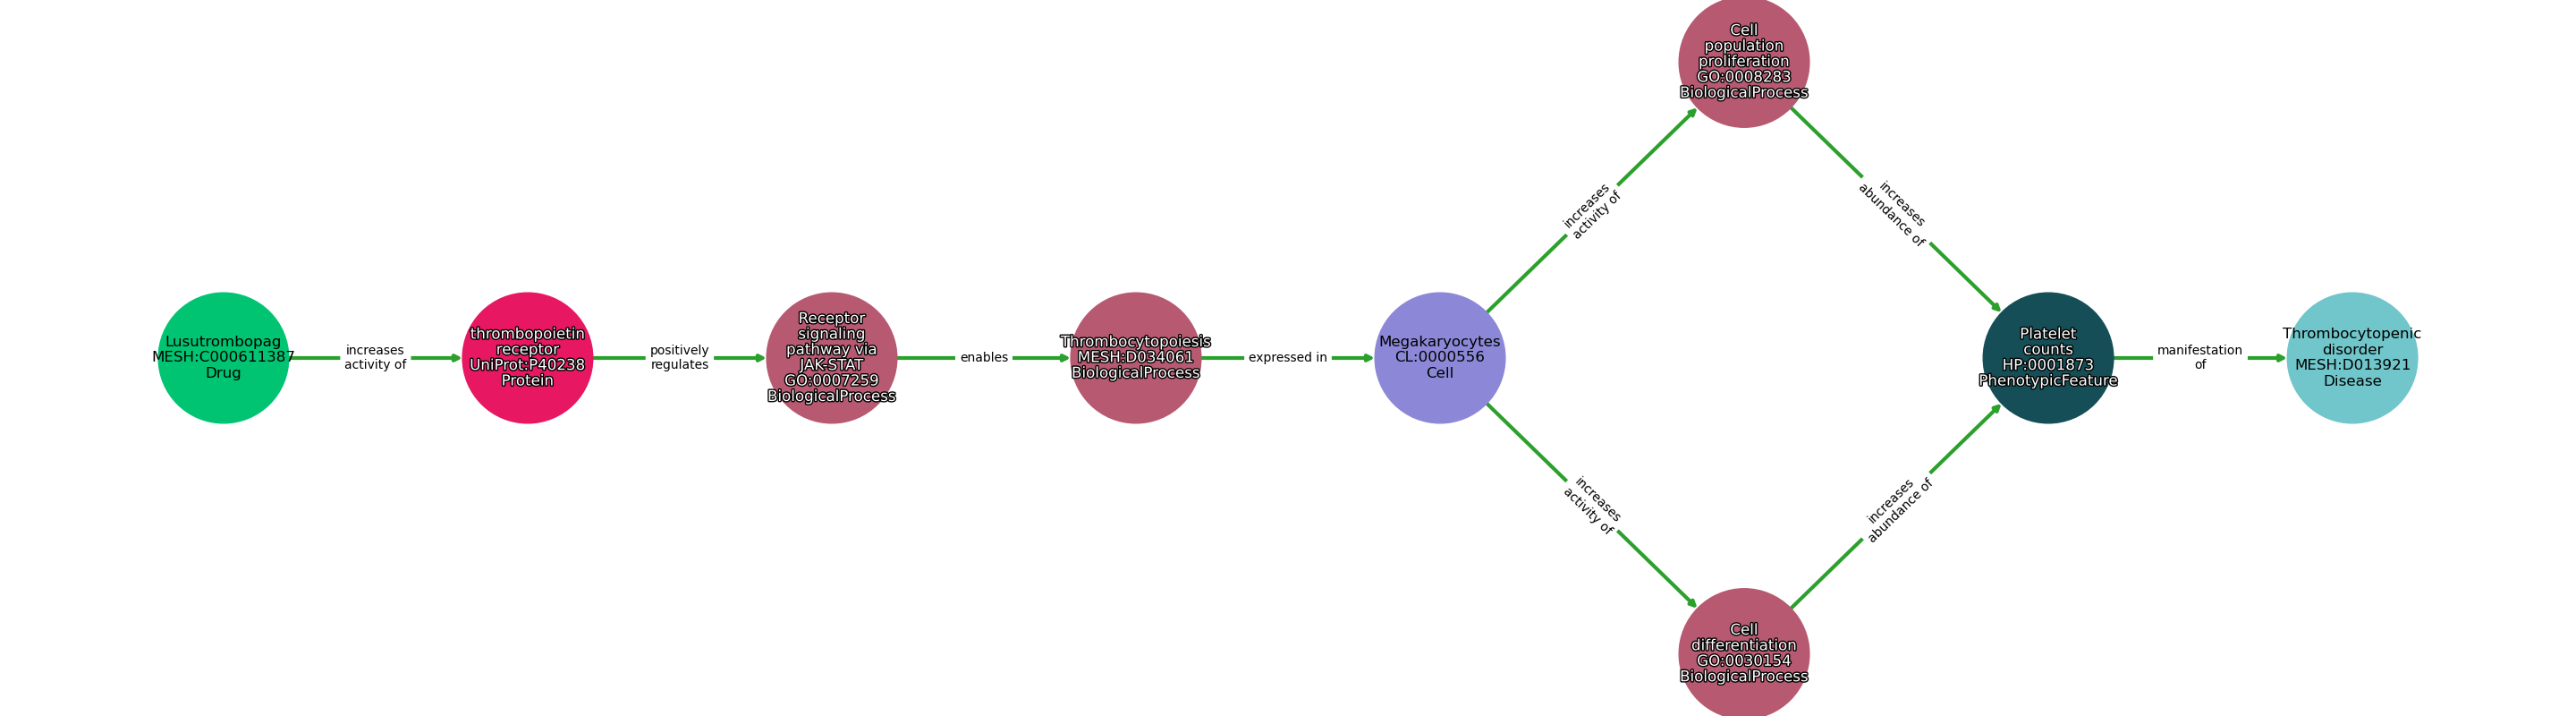 Lusutrombopag
MESH:C000611387
Drug
increases
activity of
thrombopoietin
receptor
UniProt:P40238
Protein
positively
regulates
Receptor
signaling
pathway via
JAK-STAT
GO:0007259
BiologicalProcess
enables
Thrombocytopoiesis
MESH:D034061
BiologicalProcess
expressed in
Megakaryocytes
CL:0000556
Cell
increases
activity of
Cell
population
proliferation
GO:0008283
BiologicalProcess
increases
abundance of
increases
activity of
Cell
differentiation
GO:0030154
BiologicalProcess
increases
abundance of
Platelet
counts
HP:0001873
PhenotypicFeature
manifestation
of
Thrombocytopenic
disorder
MESH:D013921
Disease